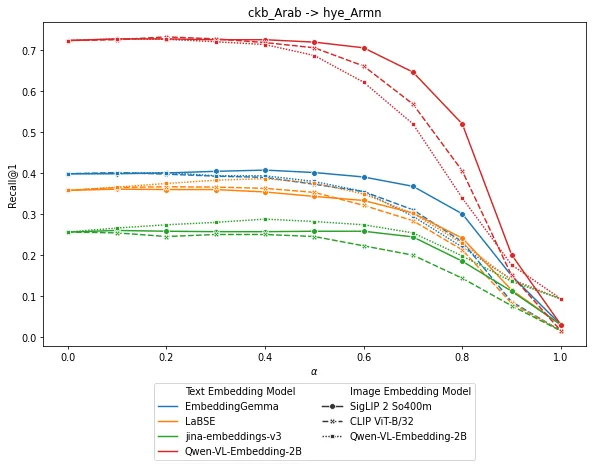 ckb_Arab -> hye_Armn
Recall@1
0.7
0.6
0.5
0.4
0.3
0.2
0.1
0.0
0.0 0.2 0.4 0.6 0.8 1.0
α
Text Embedding Model Image Embedding Model
EmbeddingGemma SigLIP 2 So400m
LaBSE CLIP ViT-B/32
jina-embeddings-v3 Qwen-VL-Embedding-2B
Qwen-VL-Embedding-2B